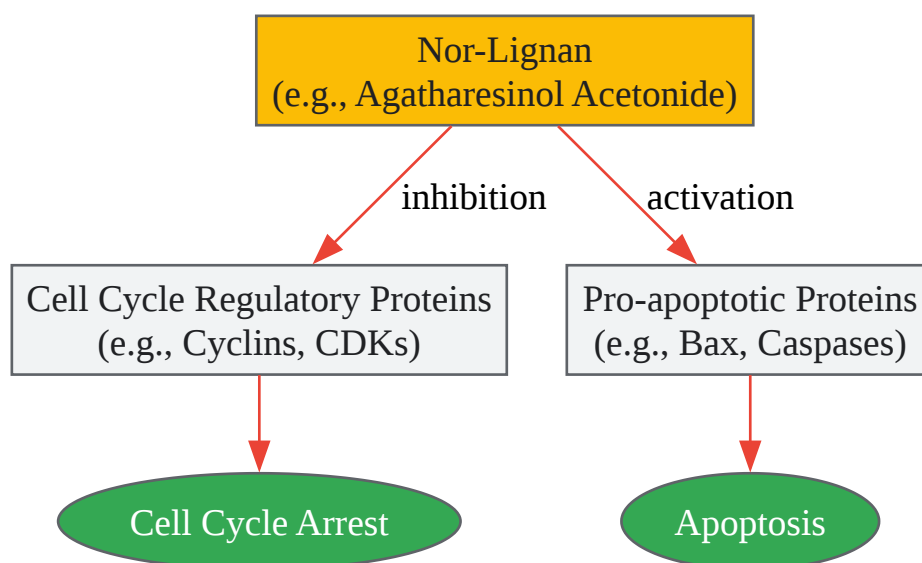 Nor-Lignan
(e.g., Agatharesinol Acetonide)
inhibition
activation
Cell Cycle Regulatory Proteins
(e.g., Cyclins, CDKs)
Pro-apoptotic Proteins
(e.g., Bax, Caspases)
Cell Cycle Arrest
Apoptosis